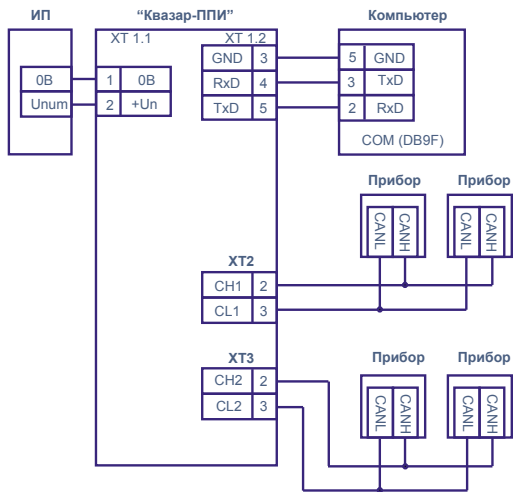 ИП “Квазар-ППИ” Компьютер
XT 1.1 XT 1.2
GND 3 5 GND
0В 1 0В RxD 4 3 TxD
Unum 2 +Un TxD 5 2 RxD
COM (DB9F)
Прибор Прибор
CANL CANH CANL CANH
XT2
CH1 2
CL1 3
XT3 Прибор Прибор
CH2 2
CL2 3 CANL CANH CANL CANH